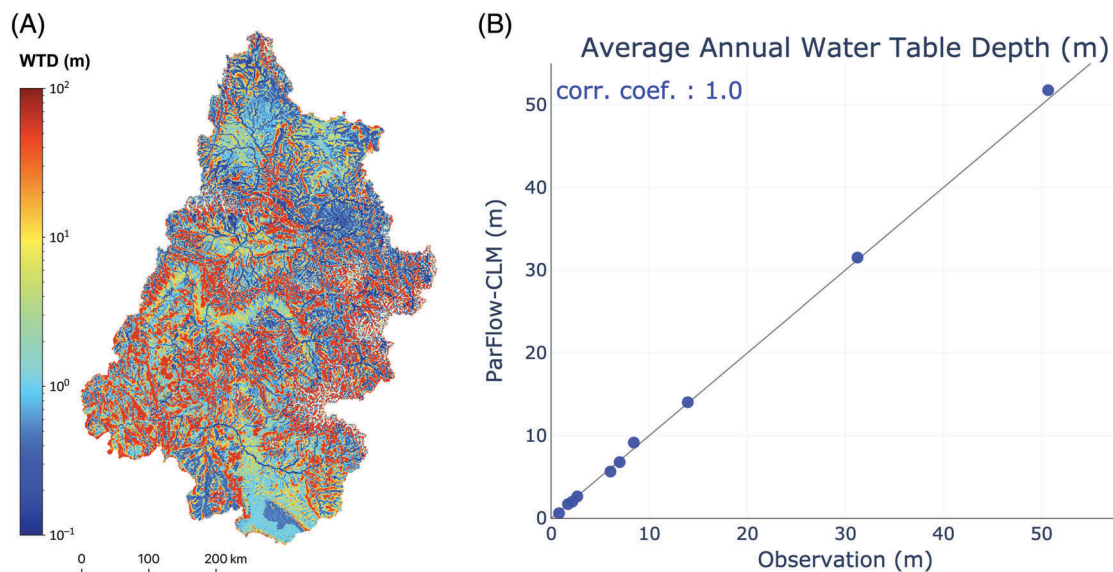 (A)
WTD (m)
10²
10¹
10⁰
10⁻¹
0 100 200 km
(B)
Average Annual Water Table Depth (m)
corr. coef. : 1.0
ParFlow-CLM (m)
50
40
30
20
10
0
0 10 20 30 40 50
Observation (m)